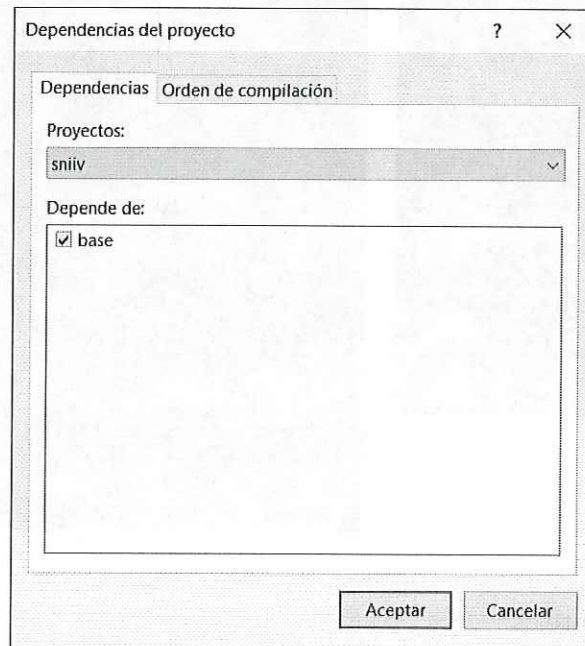 Dependencias del proyecto ? X
Dependencias Orden de compilación
Proyectos:
sniiv
Depende de:
base
Aceptar Cancelar